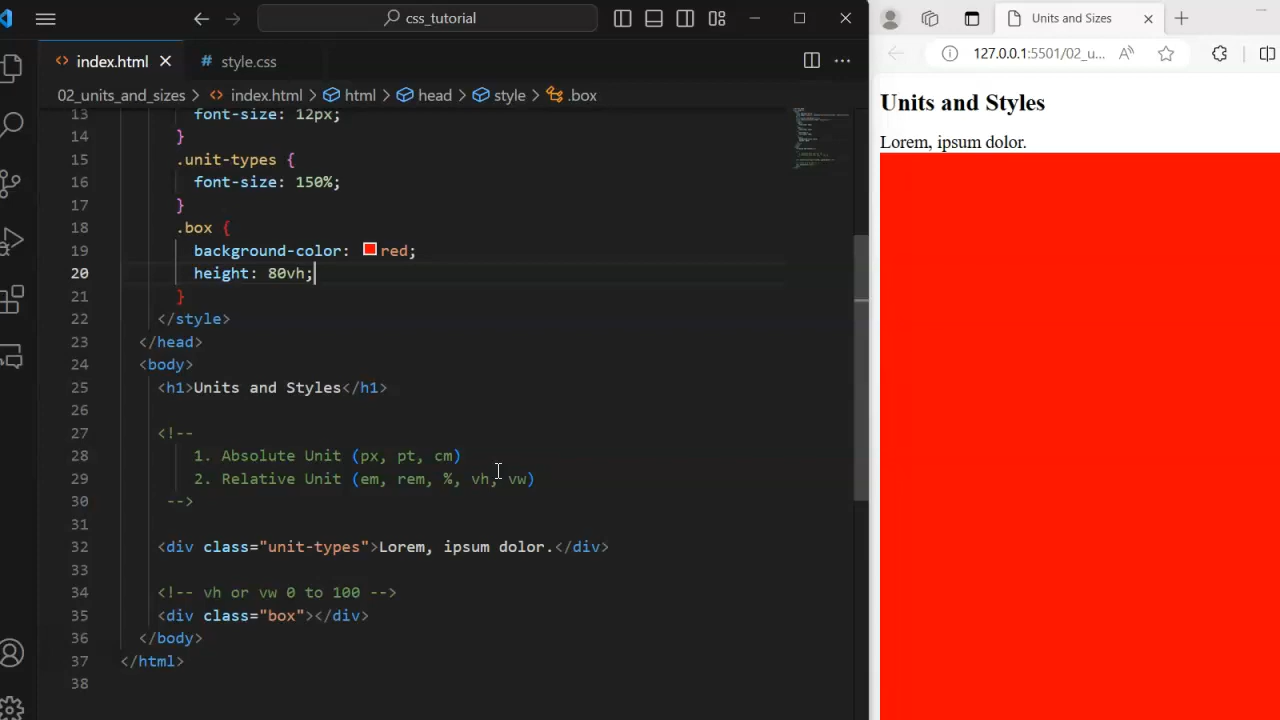 css_tutorial
index.html
# style.css
02_units_and_sizes > index.html > html > head > style > .box
13 font-size: 12px;
14 }
15 .unit-types {
16 font-size: 150%;
17 }
18 .box {
19 background-color: red;
20 height: 80vh;
21 }
22 </style>
23 </head>
24 <body>
25 <h1>Units and Styles</h1>
26
27 <!--
28 1. Absolute Unit (px, pt, cm)
29 2. Relative Unit (em, rem, %, vh, vw)
30 -->
31
32 <div class="unit-types">Lorem, ipsum dolor.</div>
33
34 <!-- vh or vw 0 to 100 -->
35 <div class="box"></div>
36 </body>
37 </html>
38
Units and Sizes
127.0.0.1:5501/02_u...
Units and Styles
Lorem, ipsum dolor.